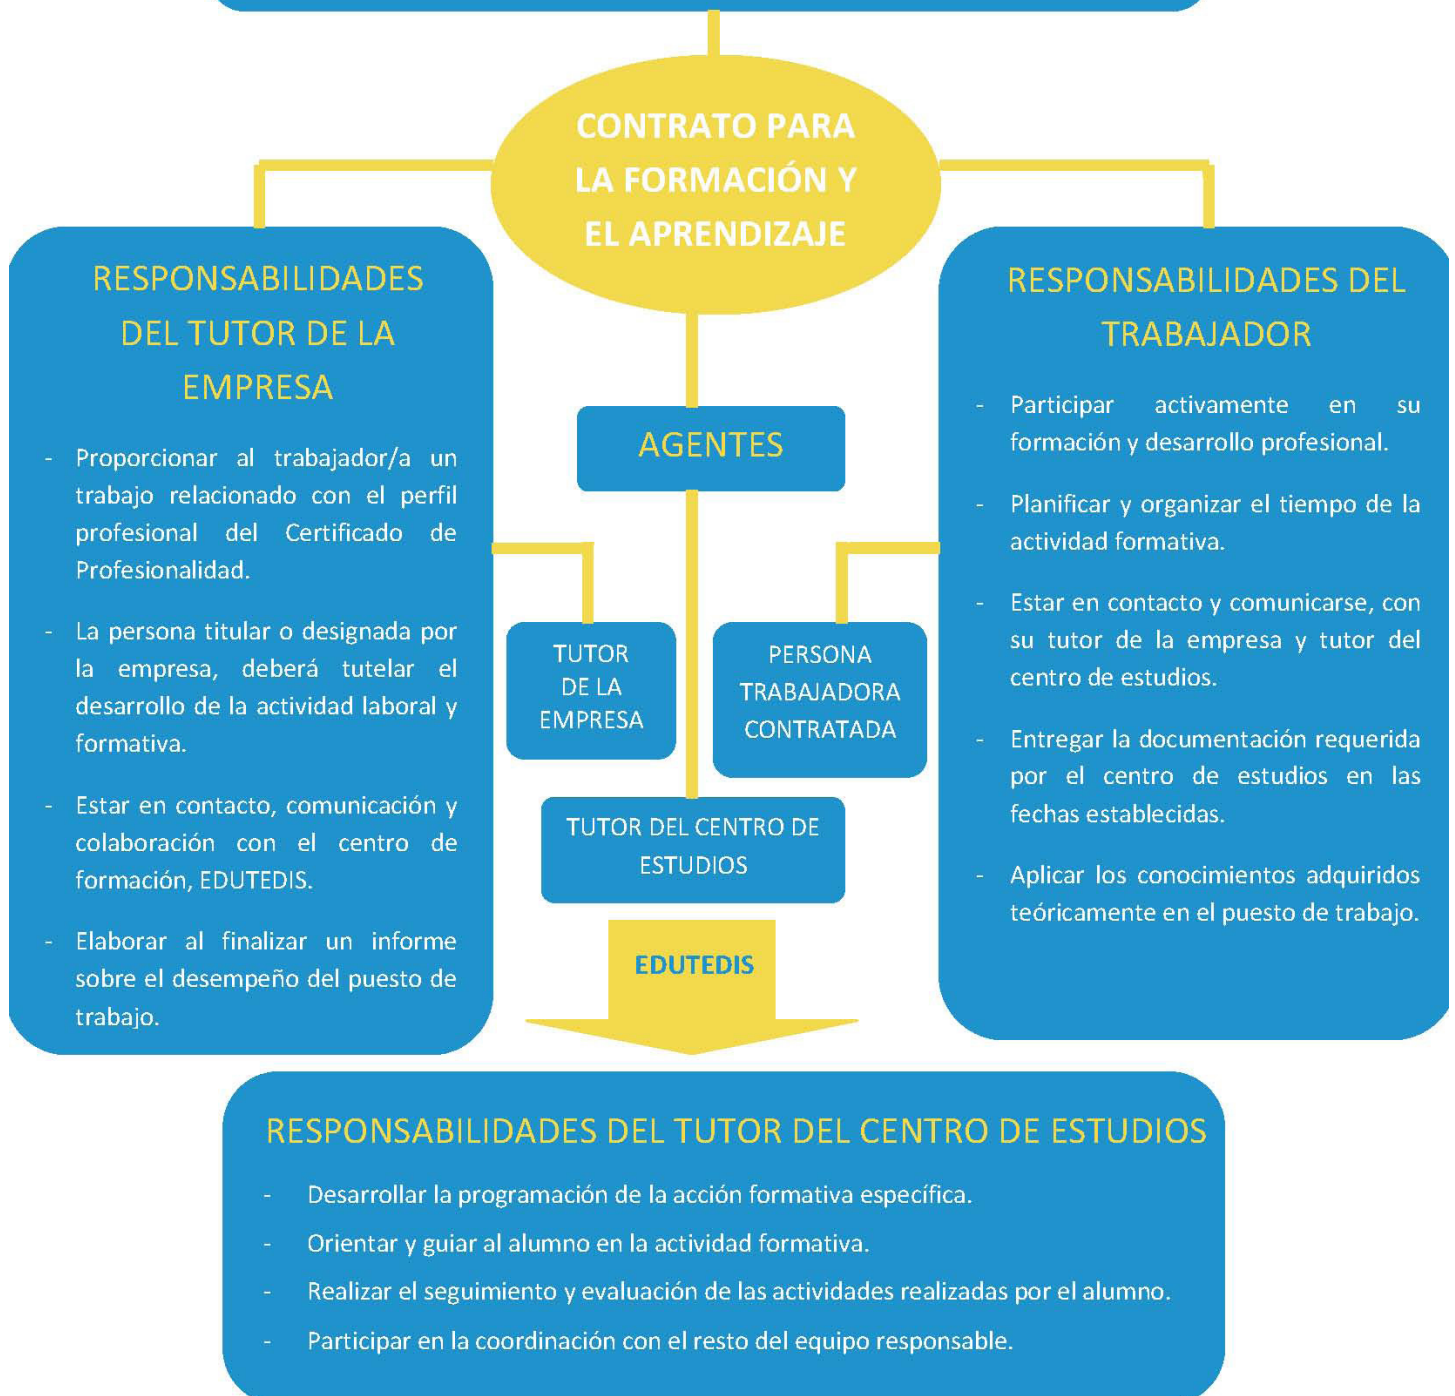 CONTRATO PARA
LA FORMACIÓN Y
EL APRENDIZAJE
RESPONSABILIDADES
DEL TUTOR DE LA
EMPRESA
- Proporcionar al trabajador/a un
trabajo relacionado con el perfil
profesional del Certificado de
Profesionalidad.
- La persona titular o designada por
la empresa, deberá tutelar el
desarrollo de la actividad laboral y
formativa.
- Estar en contacto, comunicación y
colaboración con el centro de
formación, EDUTEDIS.
- Elaborar al finalizar un informe
sobre el desempeño del puesto de
trabajo.
AGENTES
TUTOR
DE LA
EMPRESA
PERSONA
TRABAJADORA
CONTRATADA
TUTOR DEL CENTRO DE
ESTUDIOS
EDUTEDIS
RESPONSABILIDADES DEL
TRABAJADOR
- Participar activamente en su
formación y desarrollo profesional.
- Planificar y organizar el tiempo de la
actividad formativa.
- Estar en contacto y comunicarse, con
su tutor de la empresa y tutor del
centro de estudios.
- Entregar la documentación requerida
por el centro de estudios en las
fechas establecidas.
- Aplicar los conocimientos adquiridos
teóricamente en el puesto de trabajo.
RESPONSABILIDADES DEL TUTOR DEL CENTRO DE ESTUDIOS
- Desarrollar la programación de la acción formativa específica.
- Orientar y guiar al alumno en la actividad formativa.
- Realizar el seguimiento y evaluación de las actividades realizadas por el alumno.
- Participar en la coordinación con el resto del equipo responsable.